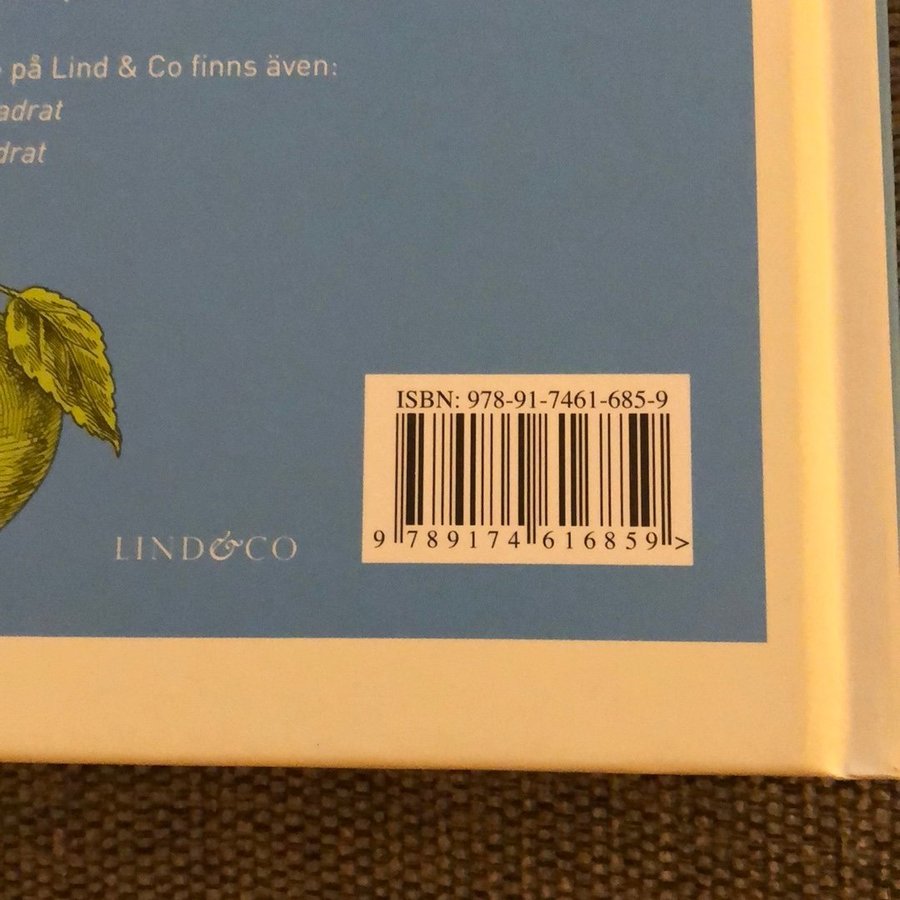 på Lind & Co finns även:
adrat
drat
ISBN: 978-91-7461-685-9
9 789174 616859 >
LIND&CO